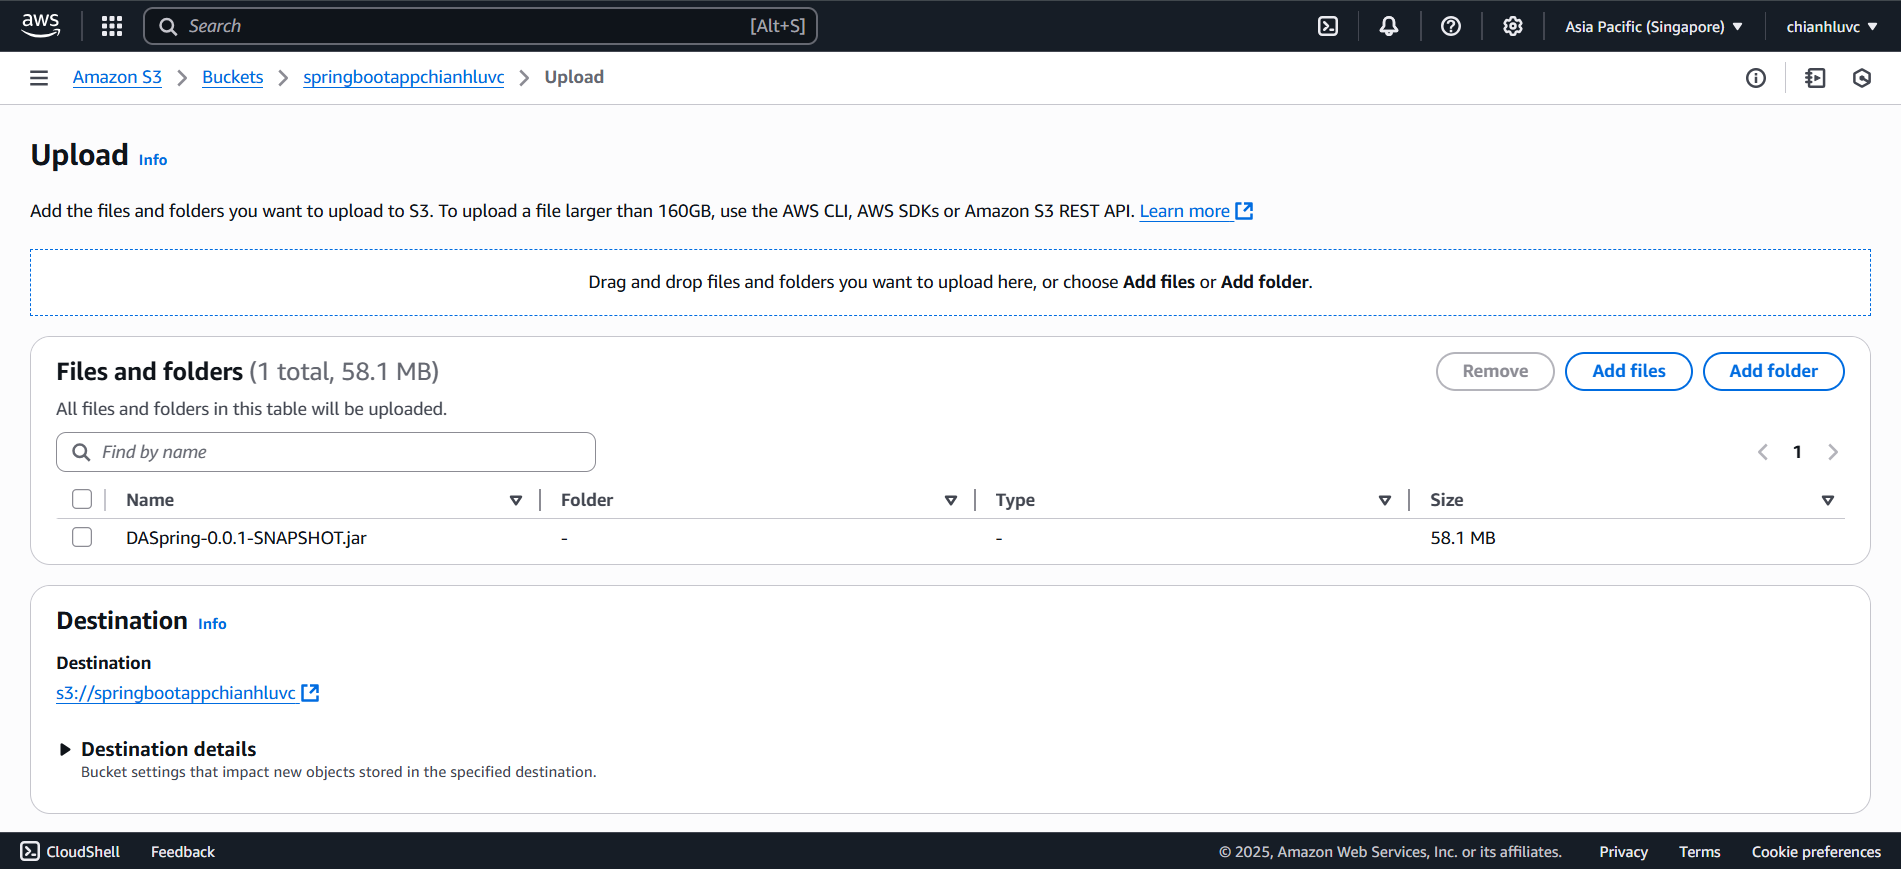 aws Search [Alt+S] Asia Pacific (Singapore) chianhluvc
Amazon S3 Buckets springbootappchianhluvc Upload
Upload Info
Add the files and folders you want to upload to S3. To upload a file larger than 160GB, use the AWS CLI, AWS SDKs or Amazon S3 REST API. Learn more
Drag and drop files and folders you want to upload here, or choose Add files or Add folder.
Files and folders (1 total, 58.1 MB) Remove Add files Add folder
All files and folders in this table will be uploaded.
Find by name 1
Name Folder Type Size
DASpring-0.0.1-SNAPSHOT.jar - - 58.1 MB
Destination Info
Destination
s3://springbootappchianhluvc
Destination details
Bucket settings that impact new objects stored in the specified destination.
CloudShell Feedback © 2025, Amazon Web Services, Inc. or its affiliates. Privacy Terms Cookie preferences